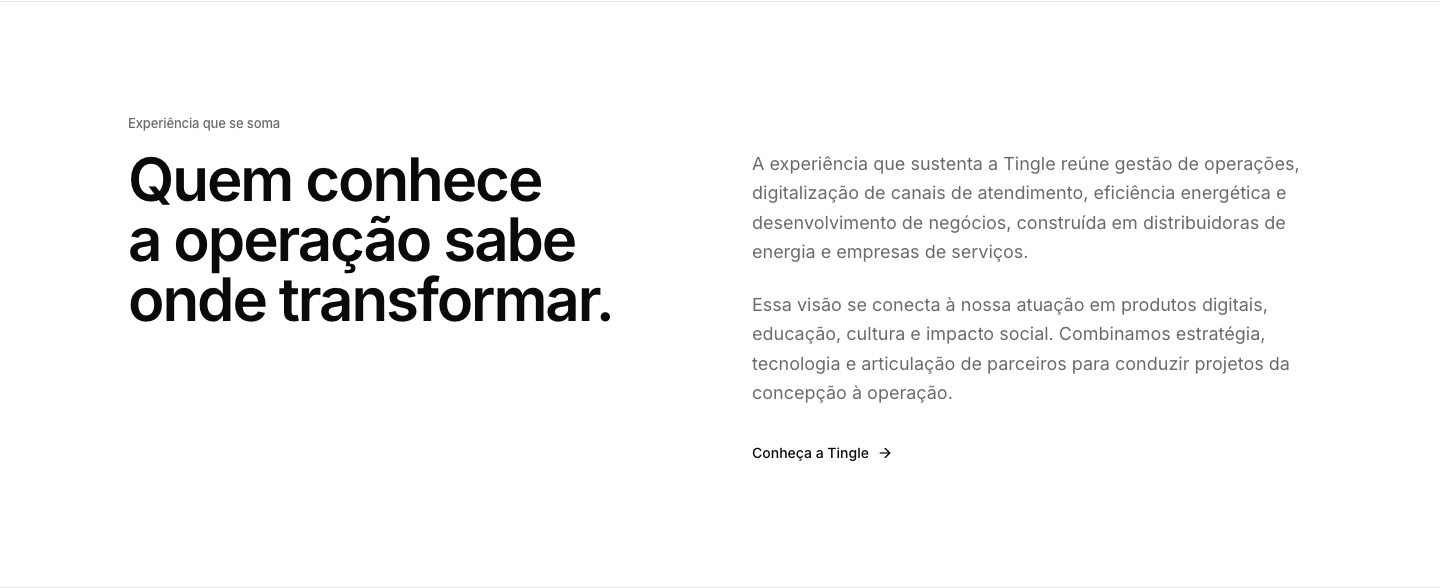 Experiência que se soma
Quem conhece
a operação sabe
onde transformar.
A experiência que sustenta a Tingle reúne gestão de operações,
digitalização de canais de atendimento, eficiência energética e
desenvolvimento de negócios, construída em distribuidoras de
energia e empresas de serviços.
Essa visão se conecta à nossa atuação em produtos digitais,
educação, cultura e impacto social. Combinamos estratégia,
tecnologia e articulação de parceiros para conduzir projetos da
concepção à operação.
Conheça a Tingle →